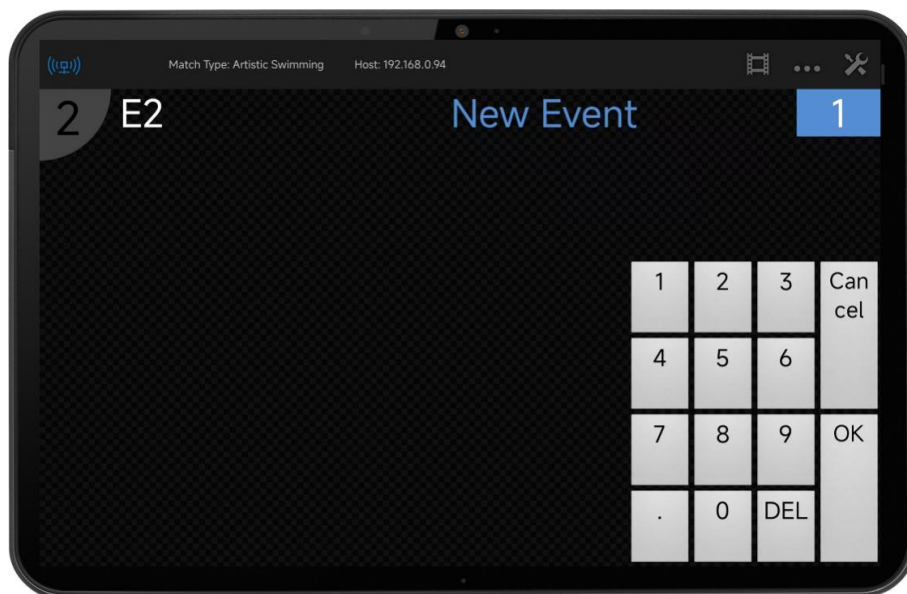 Match Type: Artistic Swimming Host: 192.168.0.94
2 E2 New Event 1
1 2 3 Can
cel
4 5 6
7 8 9 OK
. 0 DEL